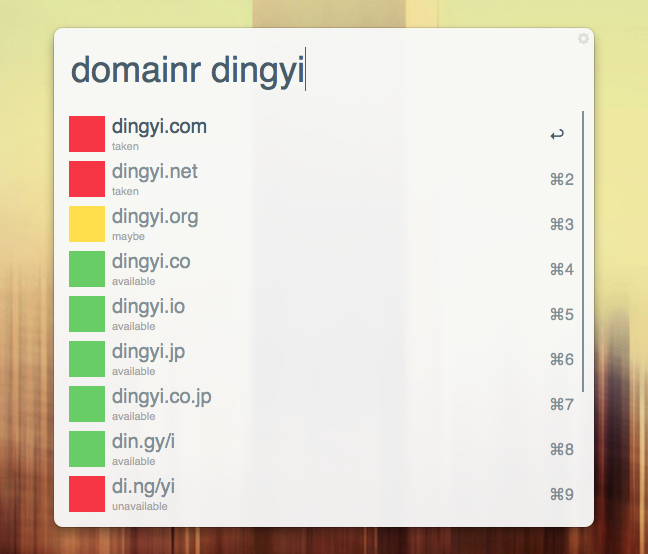 domainr dingyi
dingyi.com
taken
↩
dingyi.net
taken
⌘2
dingyi.org
maybe
⌘3
dingyi.co
available
⌘4
dingyi.io
available
⌘5
dingyi.jp
available
⌘6
dingyi.co.jp
available
⌘7
din.gy/i
available
⌘8
di.ng/yi
unavailable
⌘9